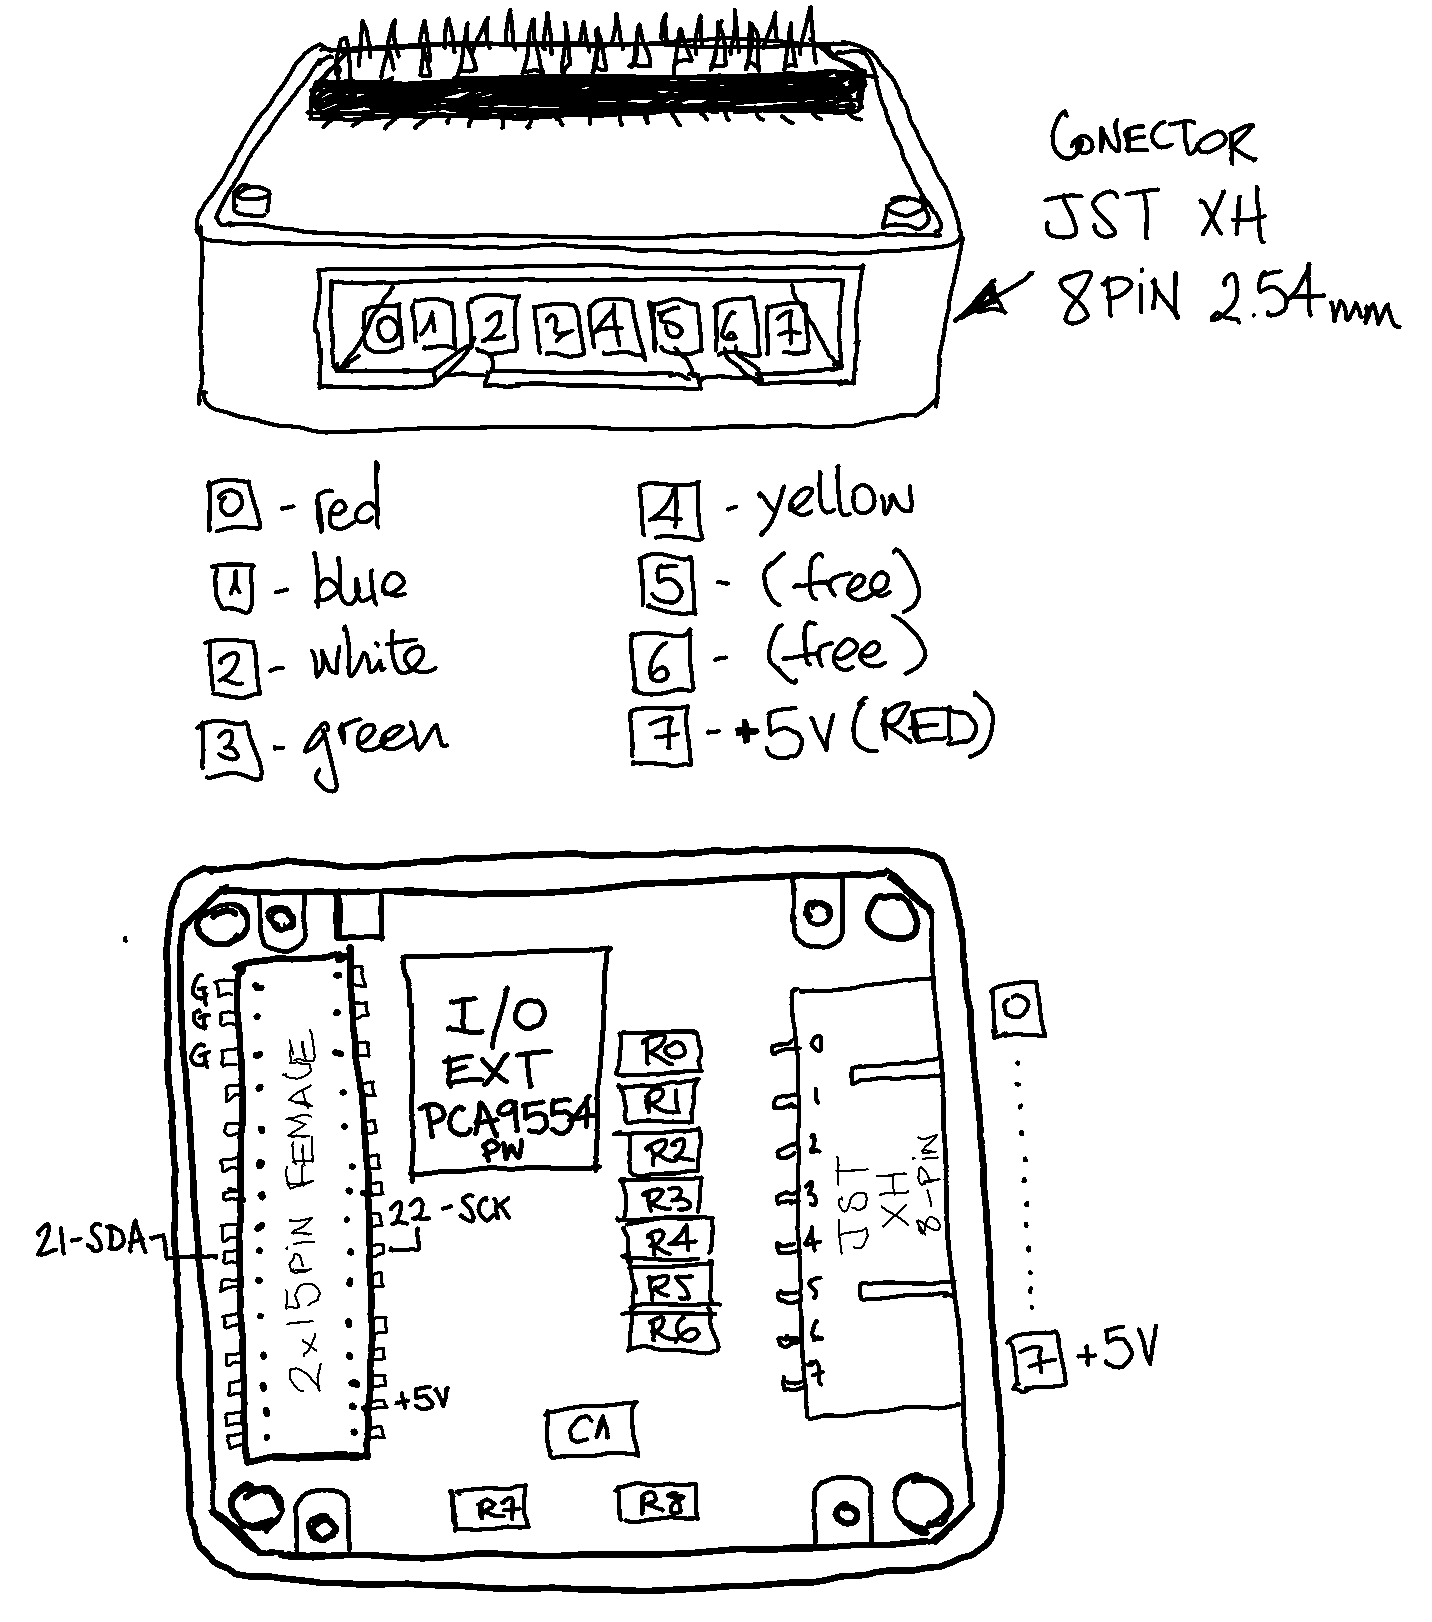 CONECTOR
JST XH
8PiN 2.54mm
0 1 2 3 4 5 6 7
0 - red
1 - blue
2 - white
3 - green
4 - yellow
5 - (free)
6 - (free)
7 - +5V (RED)
G
G
G
2x15PiN FEMALE
21-SDA
22-SCK
+5V
I/O
EXT
PCA9554
PW
R0
R1
R2
R3
R4
R5
R6
C1
R7
R8
0
1
2
3
4
5
6
7
JST
XH
8-PiN
0
7 +5V